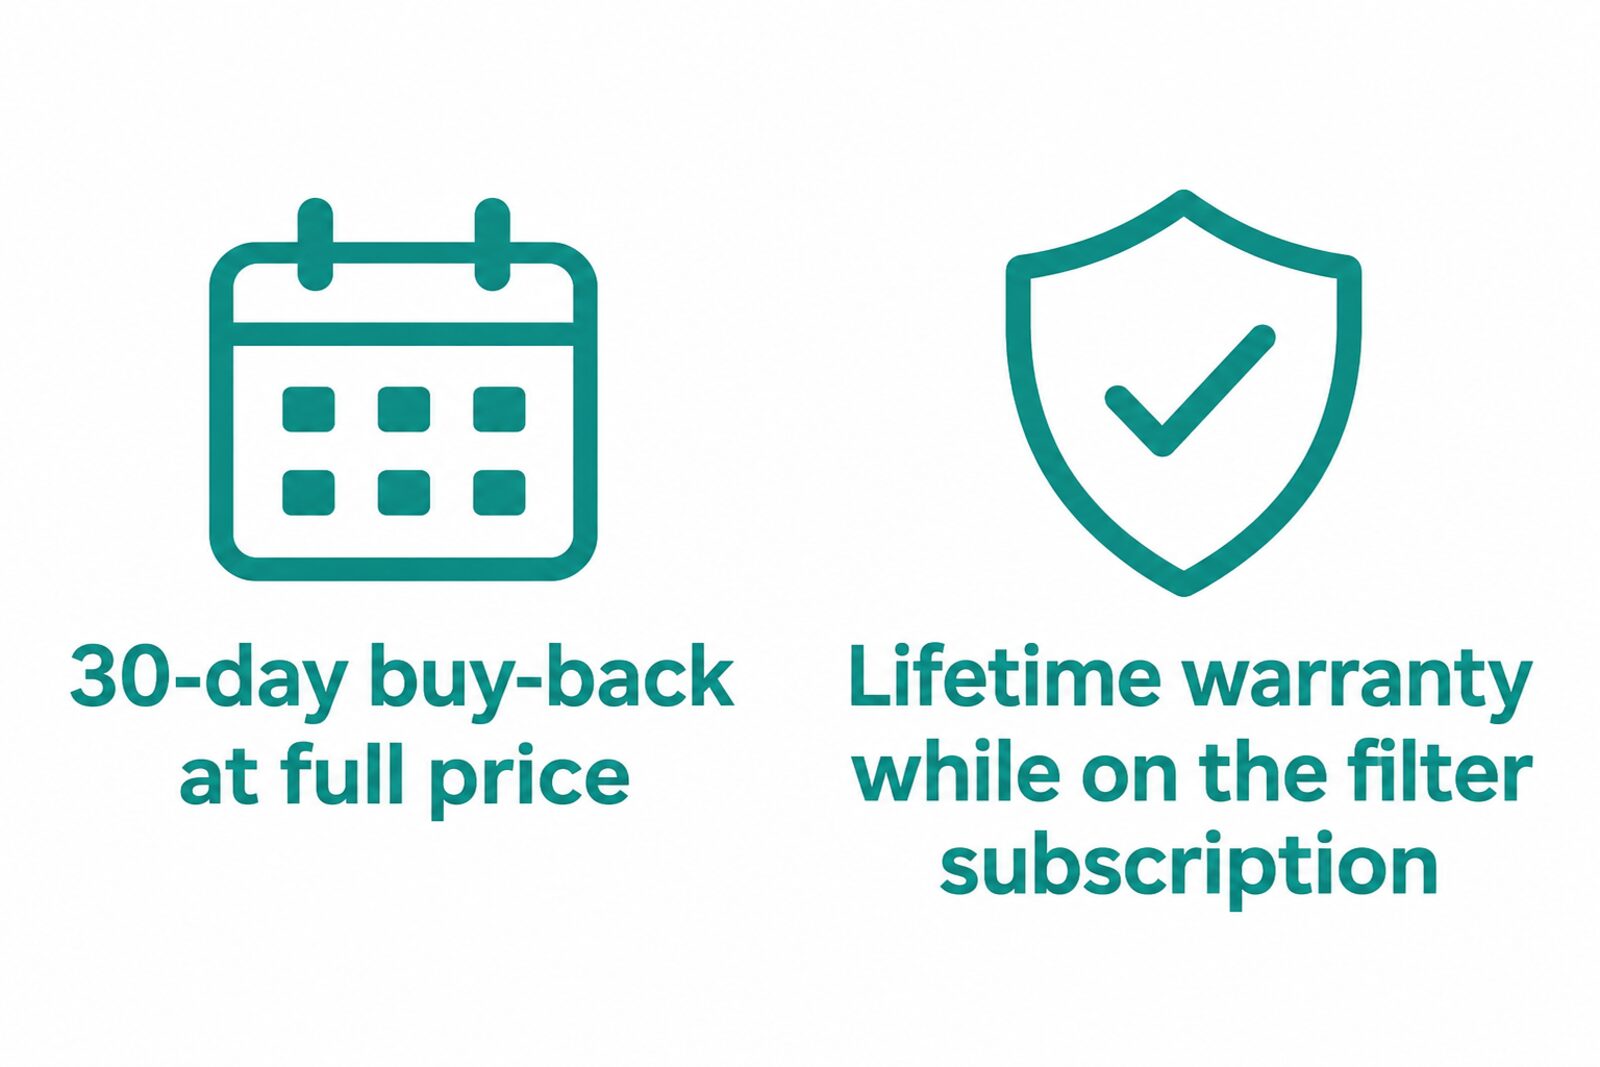 30-day buy-back
at full price
Lifetime warranty
while on the filter
subscription